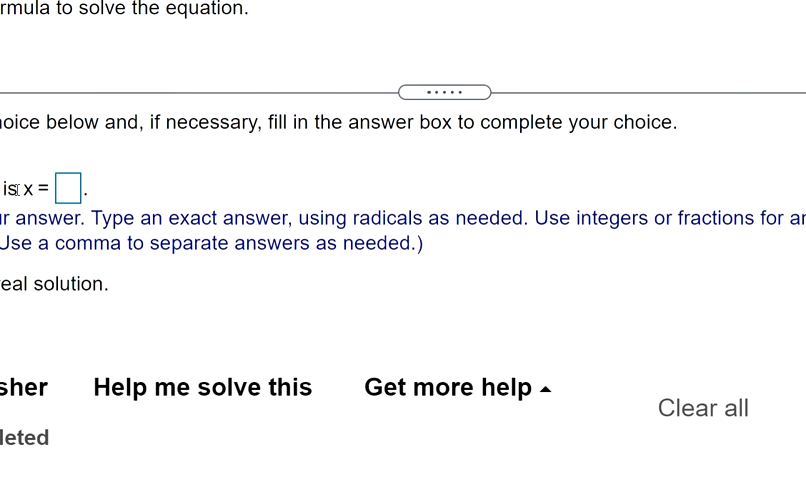 rmula to solve the equation.
oice below and, if necessary, fill in the answer box to complete your choice.
is x = .
r answer. Type an exact answer, using radicals as needed. Use integers or fractions for ar
Use a comma to separate answers as needed.)
eal solution.
sher Help me solve this Get more help
Clear all
leted